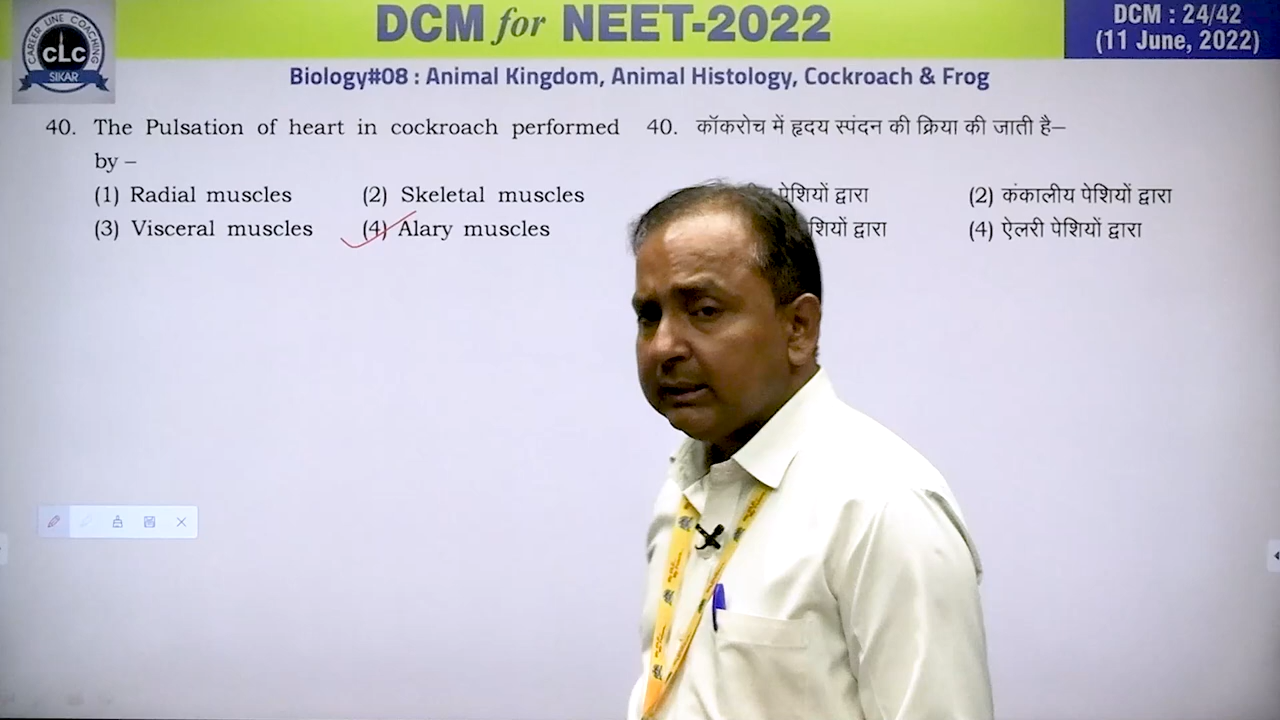 DCM for NEET-2022
DCM : 24/42
(11 June, 2022)
CAREER LINE COACHING
CLC
SIKAR
Biology#08 : Animal Kingdom, Animal Histology, Cockroach & Frog
40. The Pulsation of heart in cockroach performed
by –
(1) Radial muscles (2) Skeletal muscles
(3) Visceral muscles (4) Alary muscles
40. कॉकरोच में हृदय स्पंदन की क्रिया की जाती है–
पेशियों द्वारा (2) कंकालीय पेशियों द्वारा
द्वारा (4) ऐलरी पेशियों द्वारा